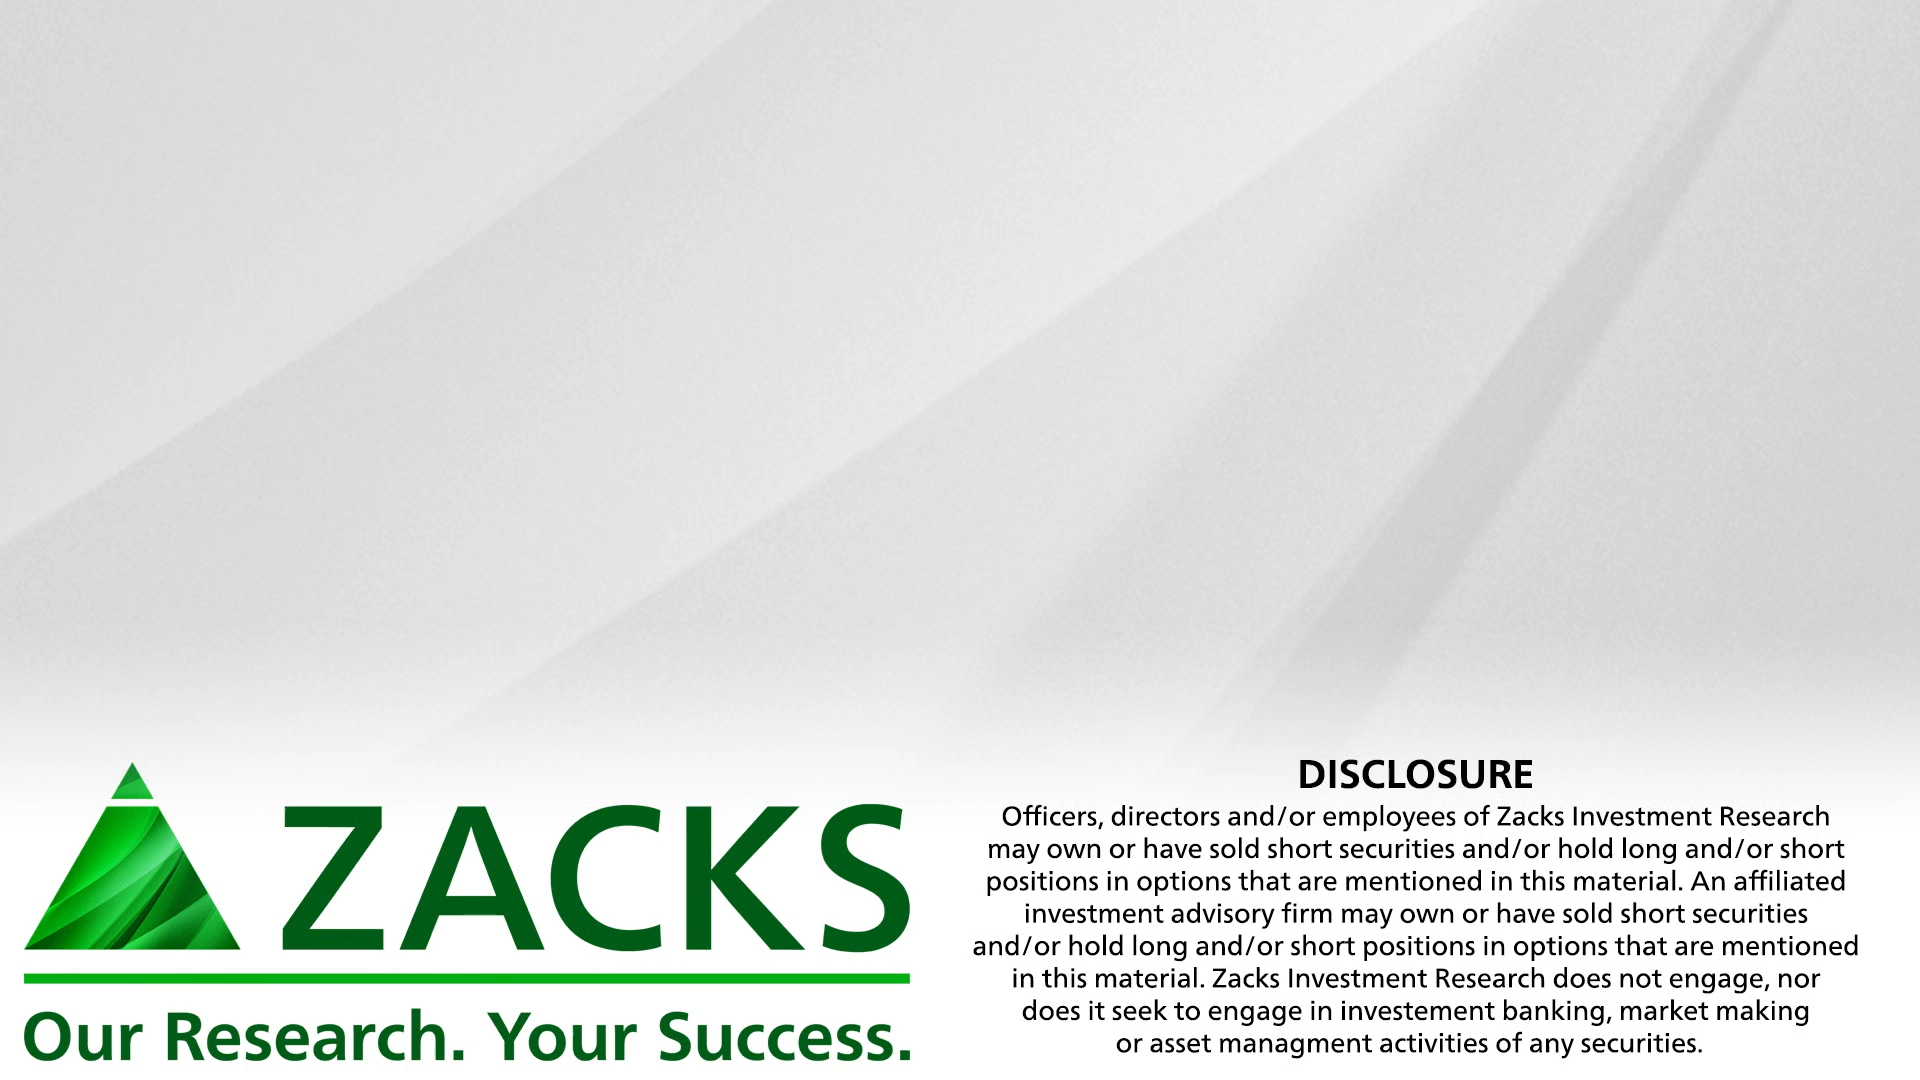 ZACKS
Our Research. Your Success.
DISCLOSURE
Officers, directors and/or employees of Zacks Investment Research
may own or have sold short securities and/or hold long and/or short
positions in options that are mentioned in this material. An affiliated
investment advisory firm may own or have sold short securities
and/or hold long and/or short positions in options that are mentioned
in this material. Zacks Investment Research does not engage, nor
does it seek to engage in investement banking, market making
or asset managment activities of any securities.